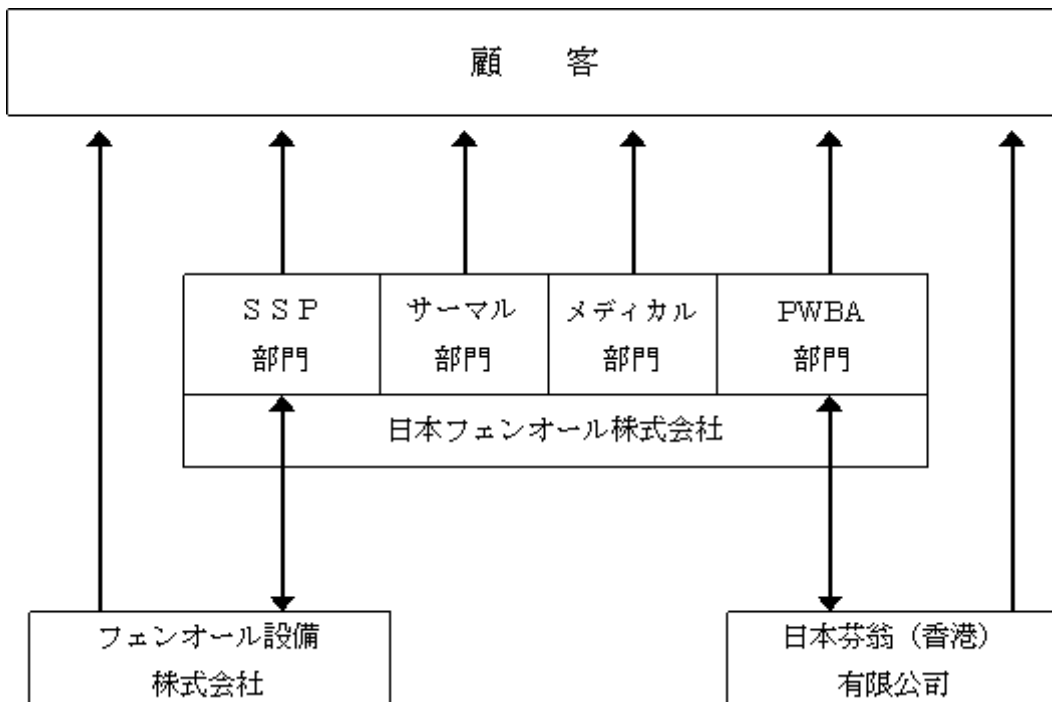 顧　客
ＳＳＰ
部門
サーマル
部門
メディカル
部門
PWBA
部門
日本フェンオール株式会社
フェンオール設備
株式会社
日本芬翁（香港）
有限公司